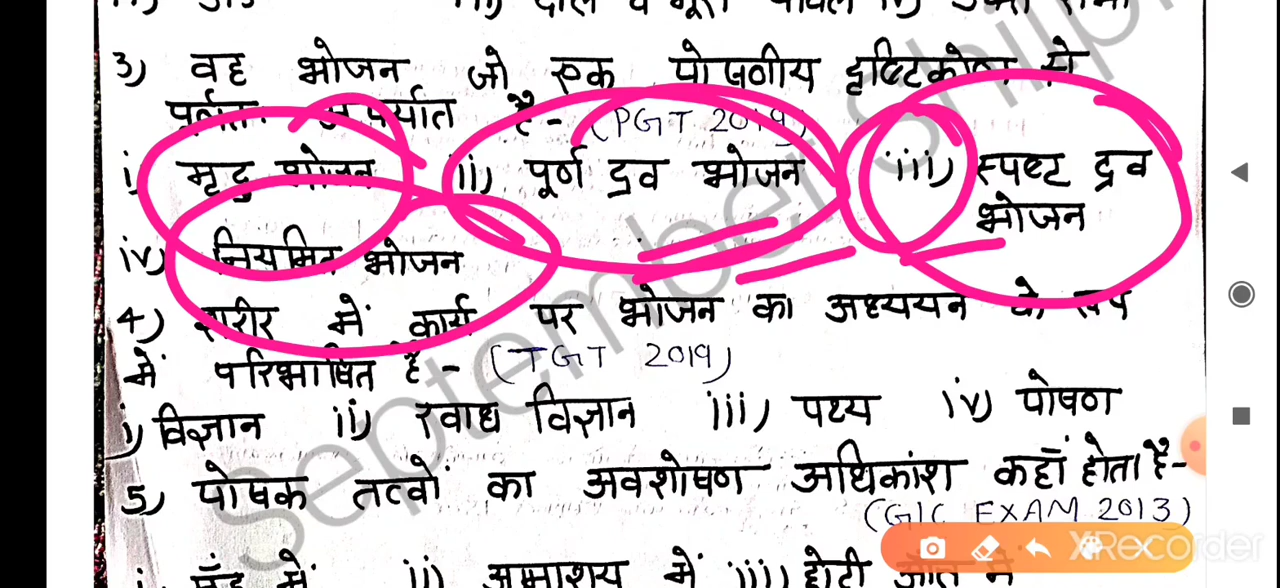 3) वह भोजन जो एक पोषणीय दृष्टिकोण से
है- (PGT 2019)
i) मृदु भोजन ii) पूर्ण द्रव भोजन iii) स्पष्ट द्रव
भोजन
iv) नियमित भोजन
4) शरीर में कार्य पर भोजन का अध्ययन के रूप
में परिभाषित है- (TGT 2019)
i) विज्ञान ii) खाद्य विज्ञान iii) पथ्य iv) पोषण
5) पोषक तत्वों का अवशोषण अधिकांश कहाँ होता है-
(GIC EXAM 2013)
ii) आमाशय में iii) छोटी आँत में
XRecorder